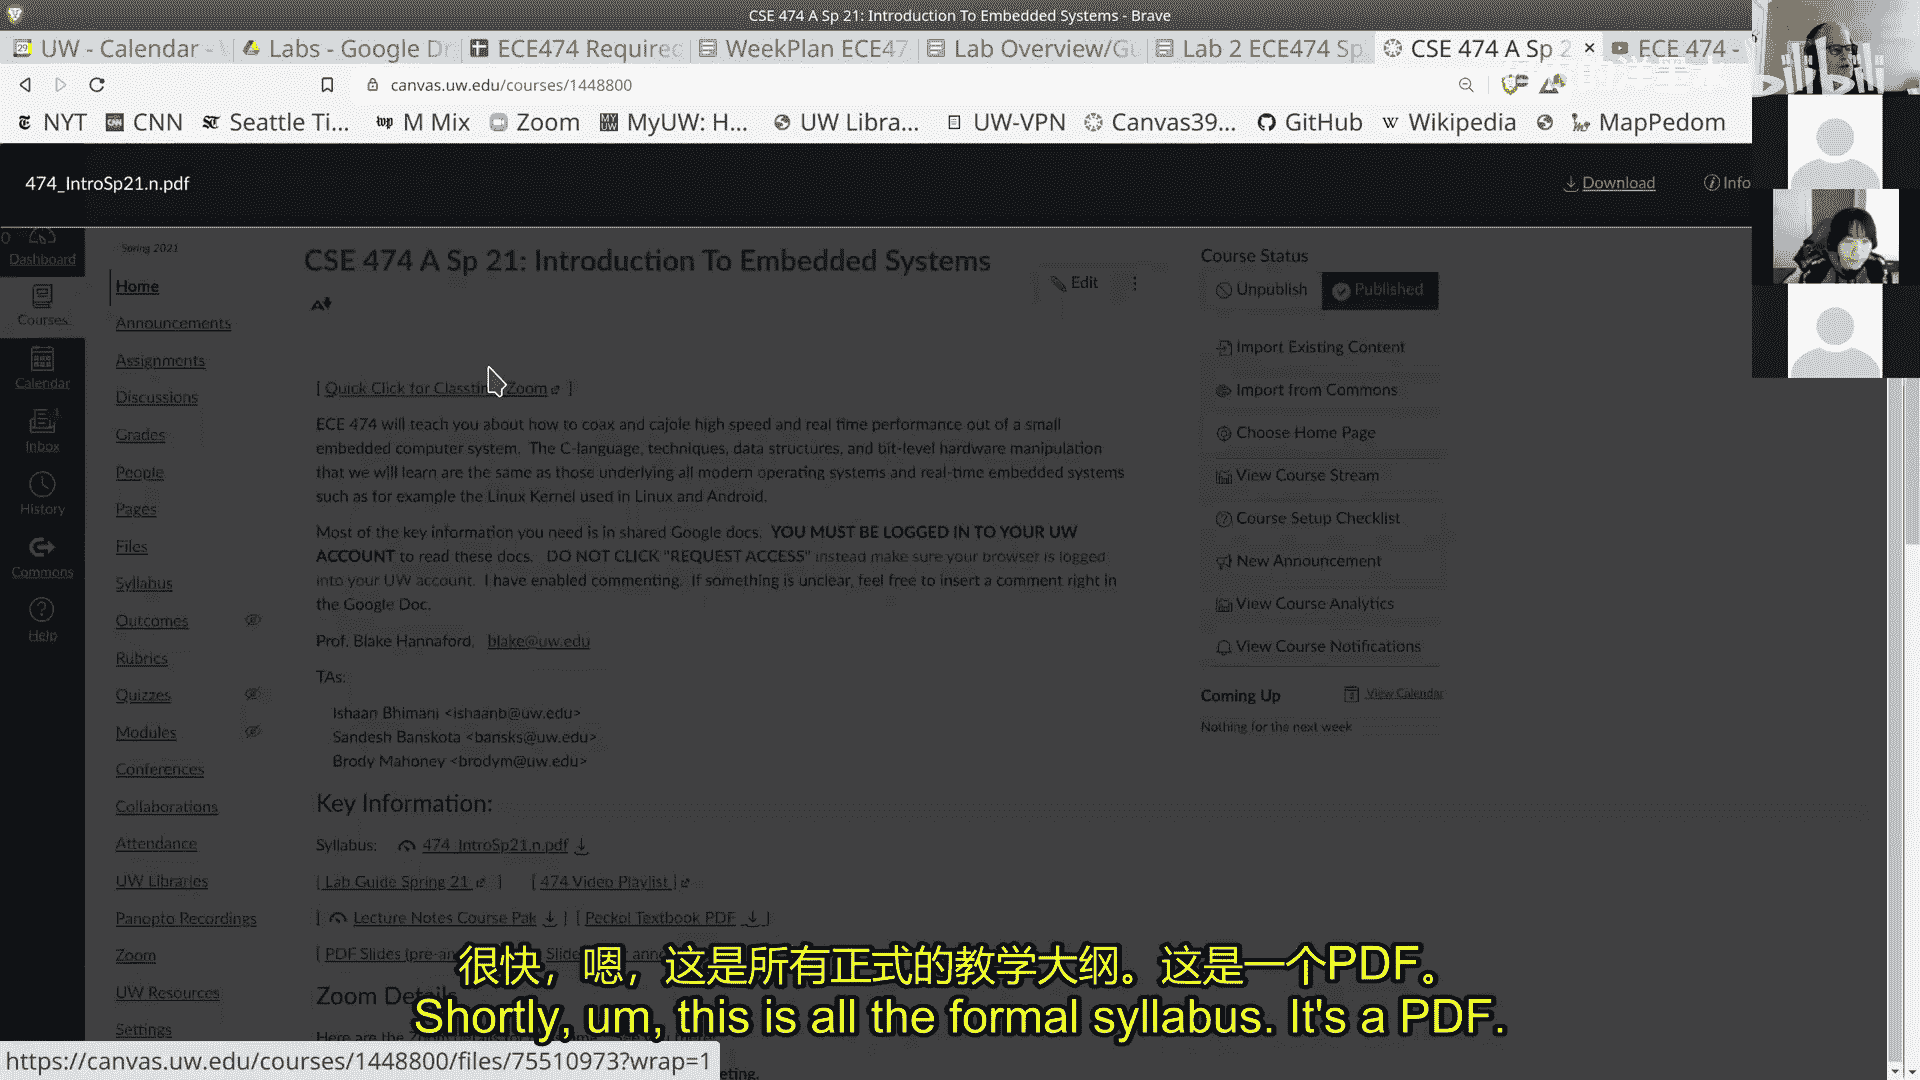 CSE 474 A Sp 21: Introduction To Embedded Systems - Brave
UW - Calendar -
Labs - Google Dr
ECE474 Required
WeekPlan ECE47
Lab Overview/Gu
Lab 2 ECE474 Sp
CSE 474 A Sp 2
ECE 474 -
canvas.uw.edu/courses/1448800
bilibili
NYT
CNN
Seattle Ti...
M Mix
Zoom
MyUW: H...
UW Libra...
UW-VPN
Canvas39...
GitHub
Wikipedia
MapPedom
474_IntroSp21.n.pdf
Download
Info
Dashboard
Courses
Calendar
Inbox
History
Commons
Help
Spring 2021
Home
Announcements
Assignments
Discussions
Grades
People
Pages
Files
Syllabus
Outcomes
Rubrics
Quizzes
Modules
Conferences
Collaborations
Attendance
UW Libraries
Panopto Recordings
Zoom
UW Resources
Settings
CSE 474 A Sp 21: Introduction To Embedded Systems
Edit
[ Quick Click for Classtime Zoom ]
ECE 474 will teach you about how to coax and cajole high speed and real time performance out of a small
embedded computer system. The C-language, techniques, data structures, and bit-level hardware manipulation
that we will learn are the same as those underlying all modern operating systems and real-time embedded systems
such as for example the Linux Kernel used in Linux and Android.
Most of the key information you need is in shared Google docs. YOU MUST BE LOGGED IN TO YOUR UW
ACCOUNT to read these docs. DO NOT CLICK "REQUEST ACCESS" instead make sure your browser is logged
into your UW account. I have enabled commenting. If something is unclear, feel free to insert a comment right in
the Google Doc.
Prof. Blake Hannaford, blake@uw.edu
TAs:
Ishaan Bhimani <ishaanb@uw.edu>
Sandesh Banskota <bansks@uw.edu>
Brody Mahoney <brodym@uw.edu>
Key Information:
Syllabus: 474_IntroSp21.n.pdf
[ Lab Guide Spring 21 ] [ 474 Video Playlist ]
[ Lecture Notes Course Pak ] [ Peckol Textbook PDF ]
[ PDF Slides (pre-
Zoom Details
Course Status
Unpublish
Published
Import Existing Content
Import from Commons
Choose Home Page
View Course Stream
Course Setup Checklist
New Announcement
View Course Analytics
View Course Notifications
Coming Up
View Calendar
Nothing for the next week
很快，嗯，这是所有正式的教学大纲。这是一个PDF。
Shortly, um, this is all the formal syllabus. It's a PDF.
https://canvas.uw.edu/courses/1448800/files/75510973?wrap=1
eting.